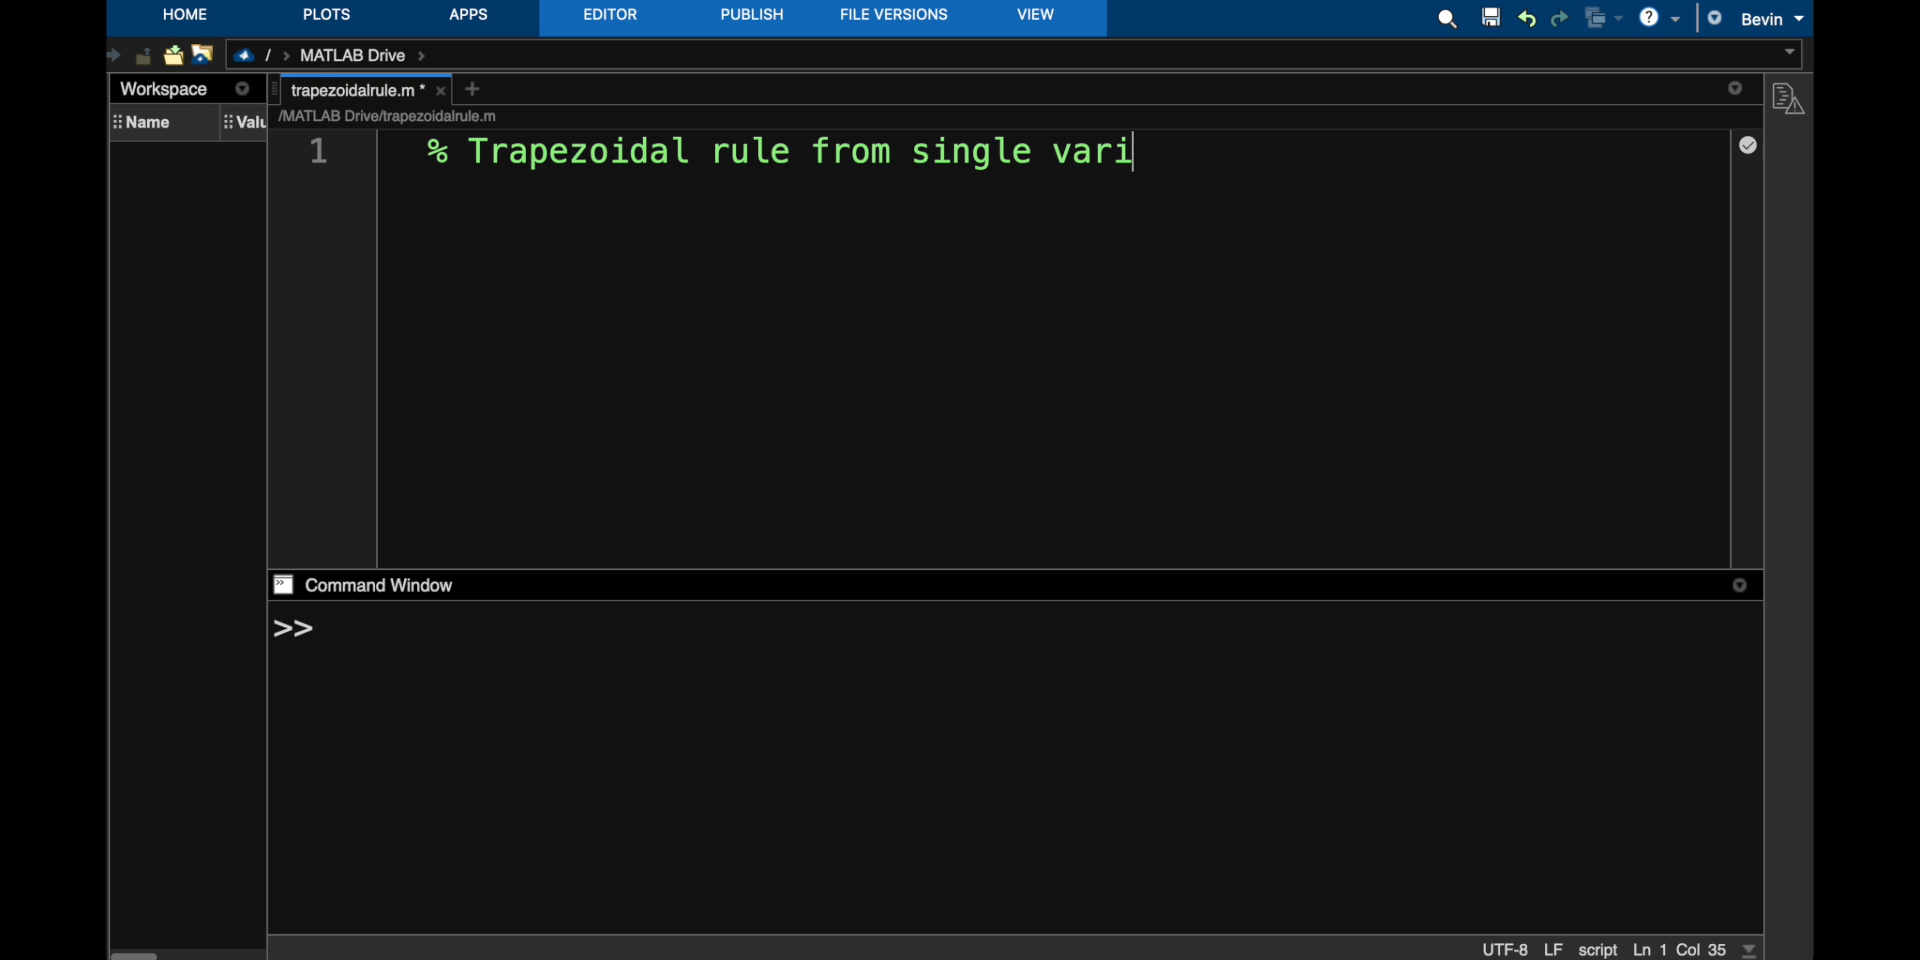 HOME PLOTS APPS EDITOR PUBLISH FILE VERSIONS VIEW Bevin
/ > MATLAB Drive >
Workspace trapezoidalrule.m * × +
Name Valu /MATLAB Drive/trapezoidalrule.m
1 % Trapezoidal rule from single vari
Command Window
>>
UTF-8 LF script Ln 1 Col 35